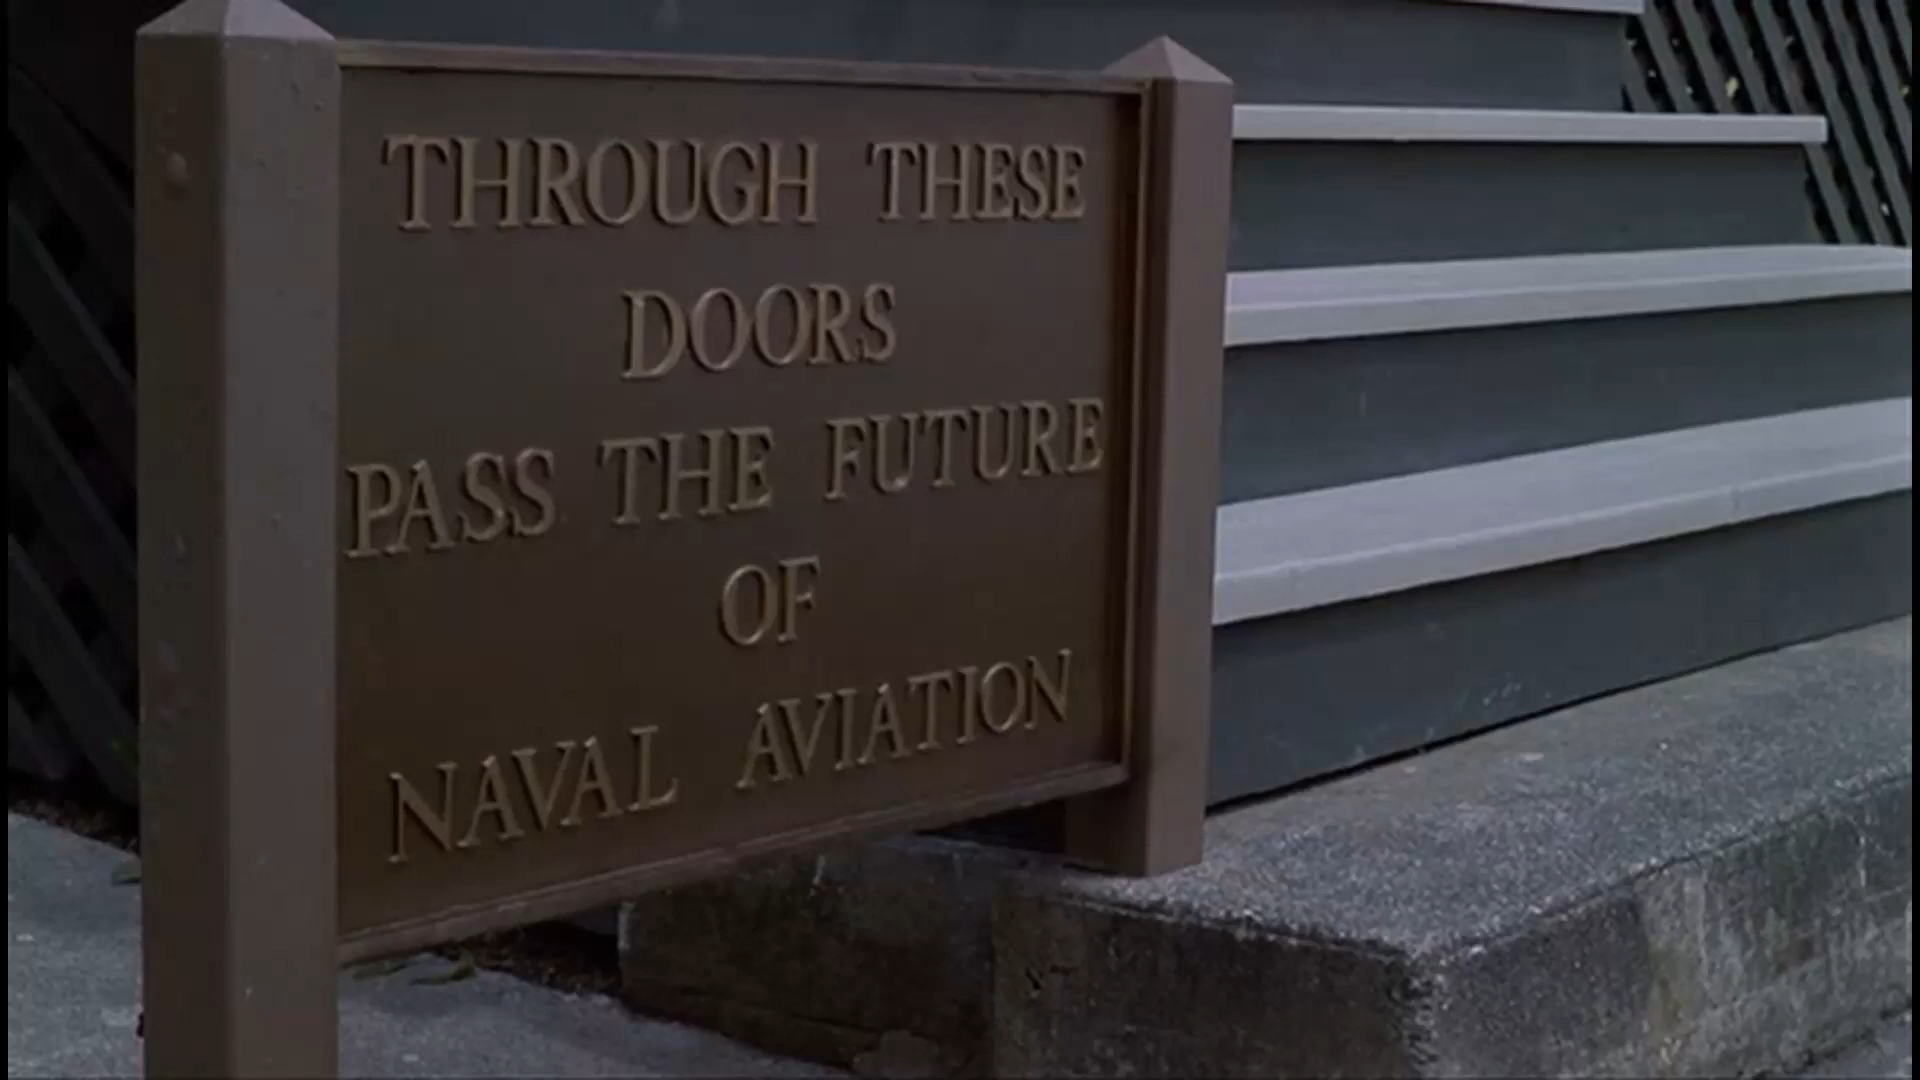 THROUGH THESE
DOORS
PASS THE FUTURE
OF
NAVAL AVIATION